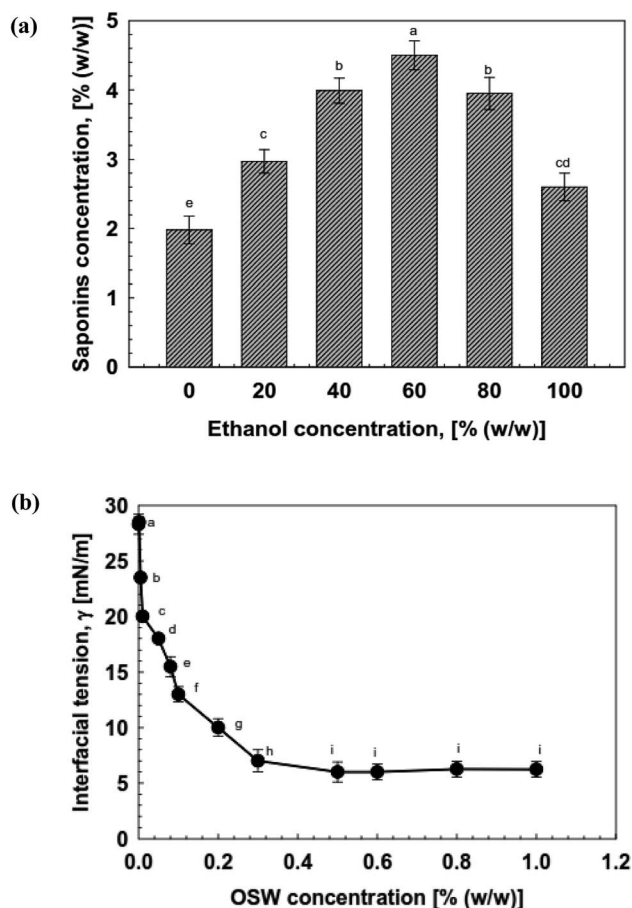 (a)
Saponins concentration, [% (w/w)]
5
4
3
2
1
0
e
c
b
a
b
cd
0 20 40 60 80 100
Ethanol concentration, [% (w/w)]
(b)
Interfacial tension, γ [mN/m]
30
25
20
15
10
5
0
a
b
c
d
e
f
g
h
i
i
i
i
0.0 0.2 0.4 0.6 0.8 1.0 1.2
OSW concentration [% (w/w)]